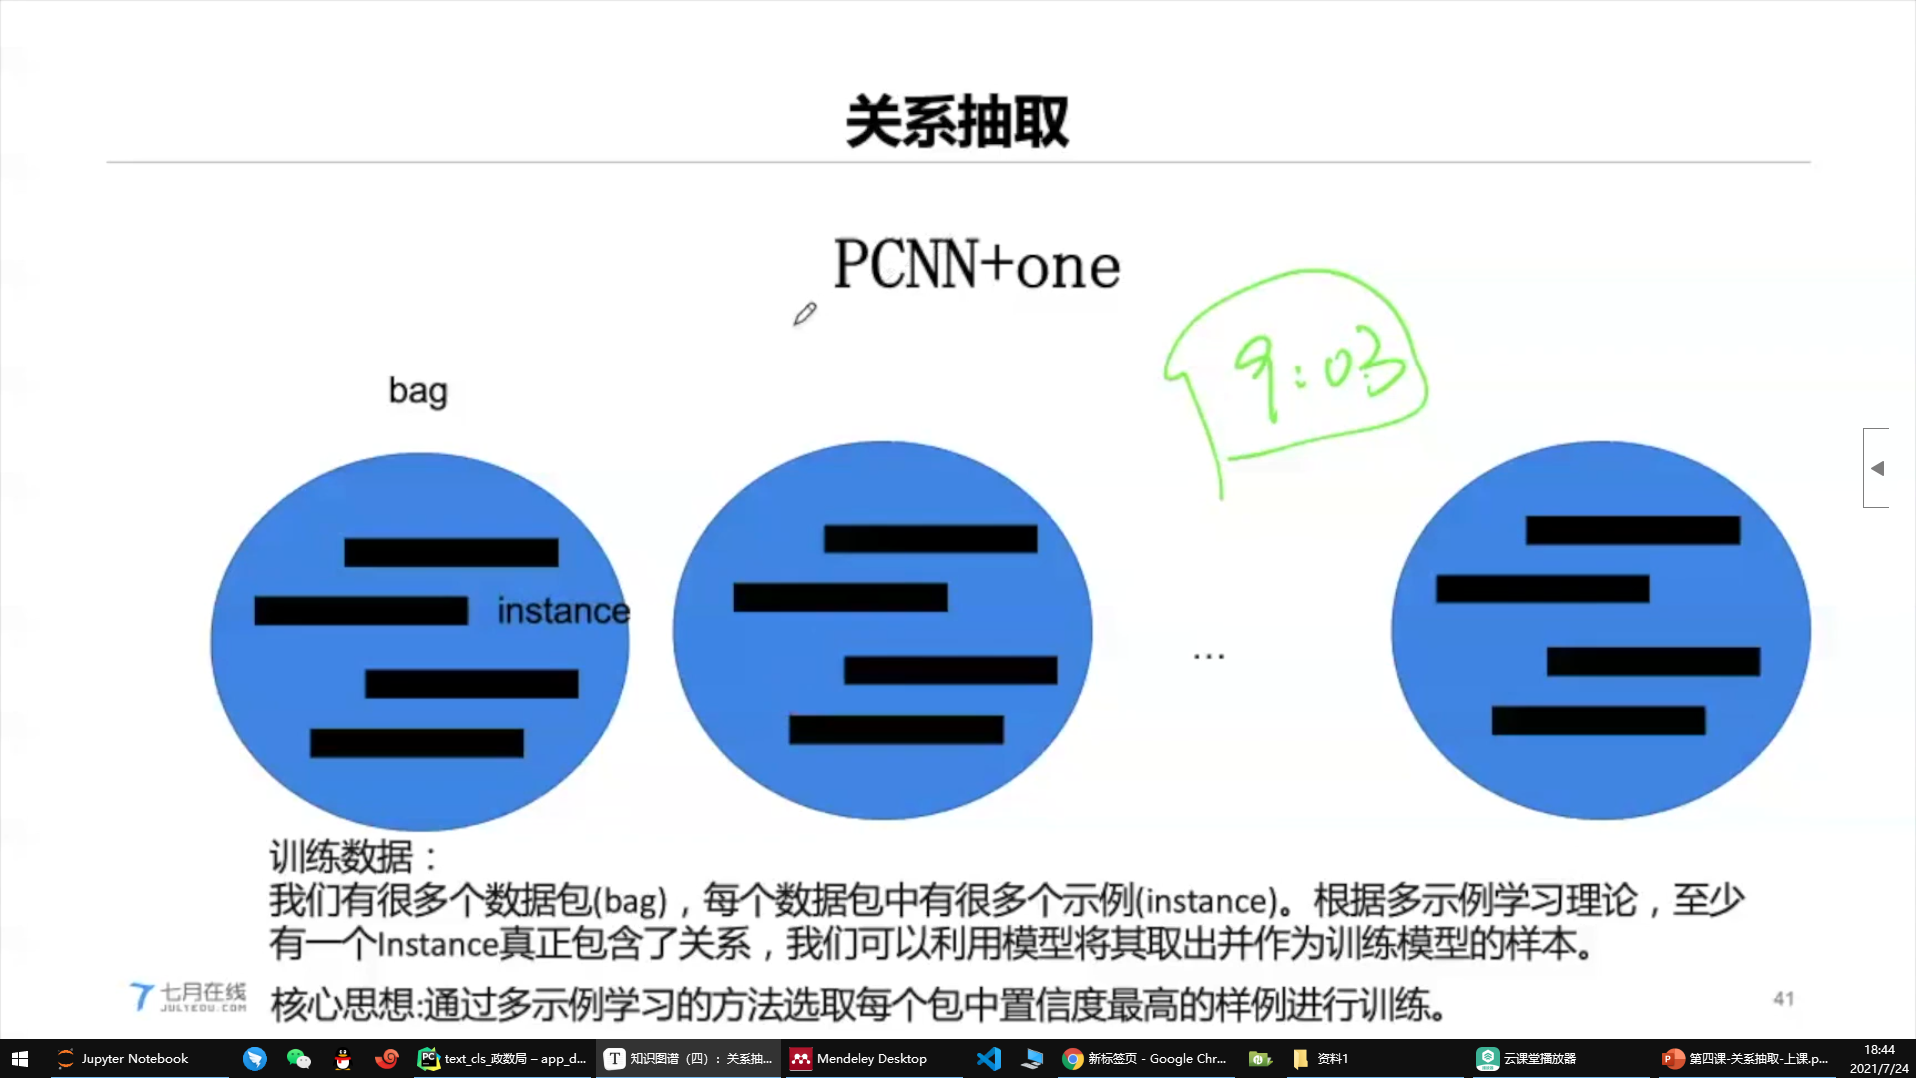 关系抽取
PCNN+one
9:03
bag
instance
...
训练数据：
我们有很多个数据包(bag)，每个数据包中有很多个示例(instance)。根据多示例学习理论，至少
有一个Instance真正包含了关系，我们可以利用模型将其取出并作为训练模型的样本。
核心思想:通过多示例学习的方法选取每个包中置信度最高的样例进行训练。
七月在线
JULYEDU.COM
41
Jupyter Notebook
text_cls_政数局 – app_d...
知识图谱（四）：关系抽...
Mendeley Desktop
新标签页 - Google Chr...
资料1
云课堂播放器
第四课-关系抽取-上课.p...
18:44
2021/7/24